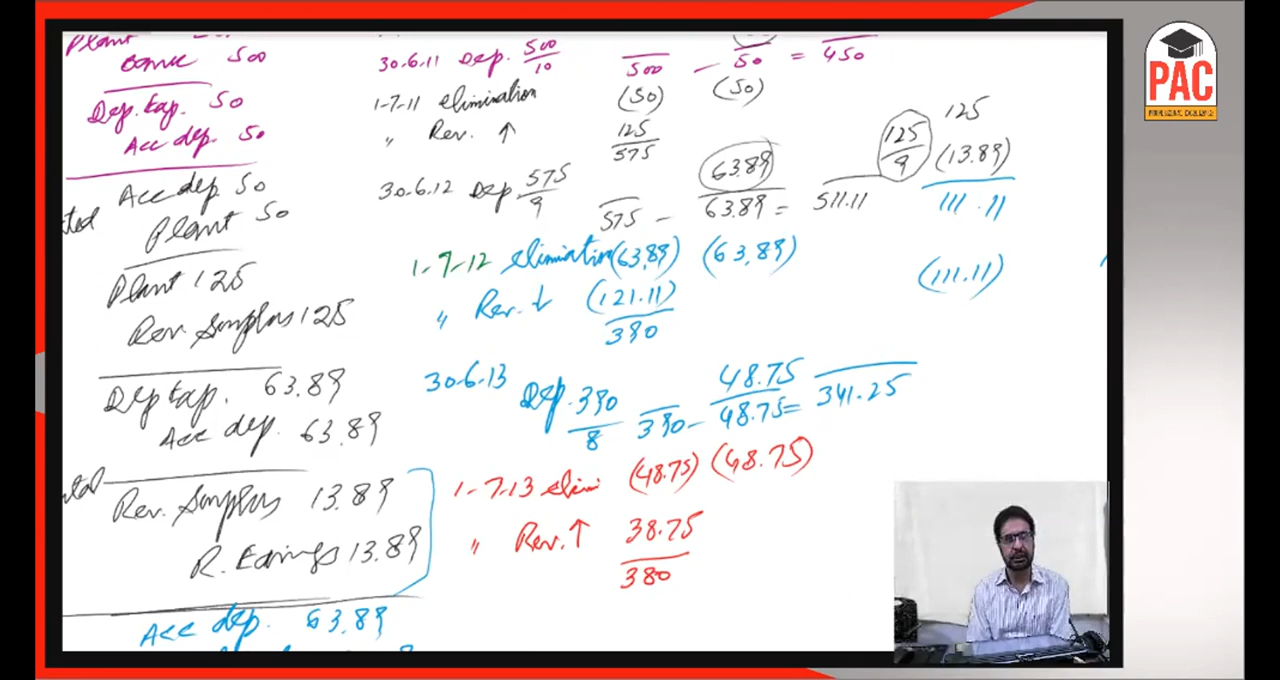 Plant
Bank 500
Dep. Exp. 50
Acc dep. 50
Acc dep. 50
Plant 50
Plant 125
Rev. Surplus 125
Dep Exp. 63.89
Acc dep. 63.89
Rev. Surplus 13.89
R. Earnings 13.89
Acc dep. 63.89
30.6.11 Dep. 500/10 500 - 50 = 450
1-7-11 elimination (50) (50)
" Rev. ↑ 125
575
30.6.12 Dep. 575/9 63.89
575 - 63.89 = 511.11
125
125/9 (13.89)
111.11
1-7-12 elimination (63.89) (63.89) (111.11)
" Rev. ↓ (121.11)
390
30.6.13 Dep. 390/8 48.75
390 - 48.75 = 341.25
1-7-13 elimi (48.75) (48.75)
" Rev. ↑ 38.75
380
PAC